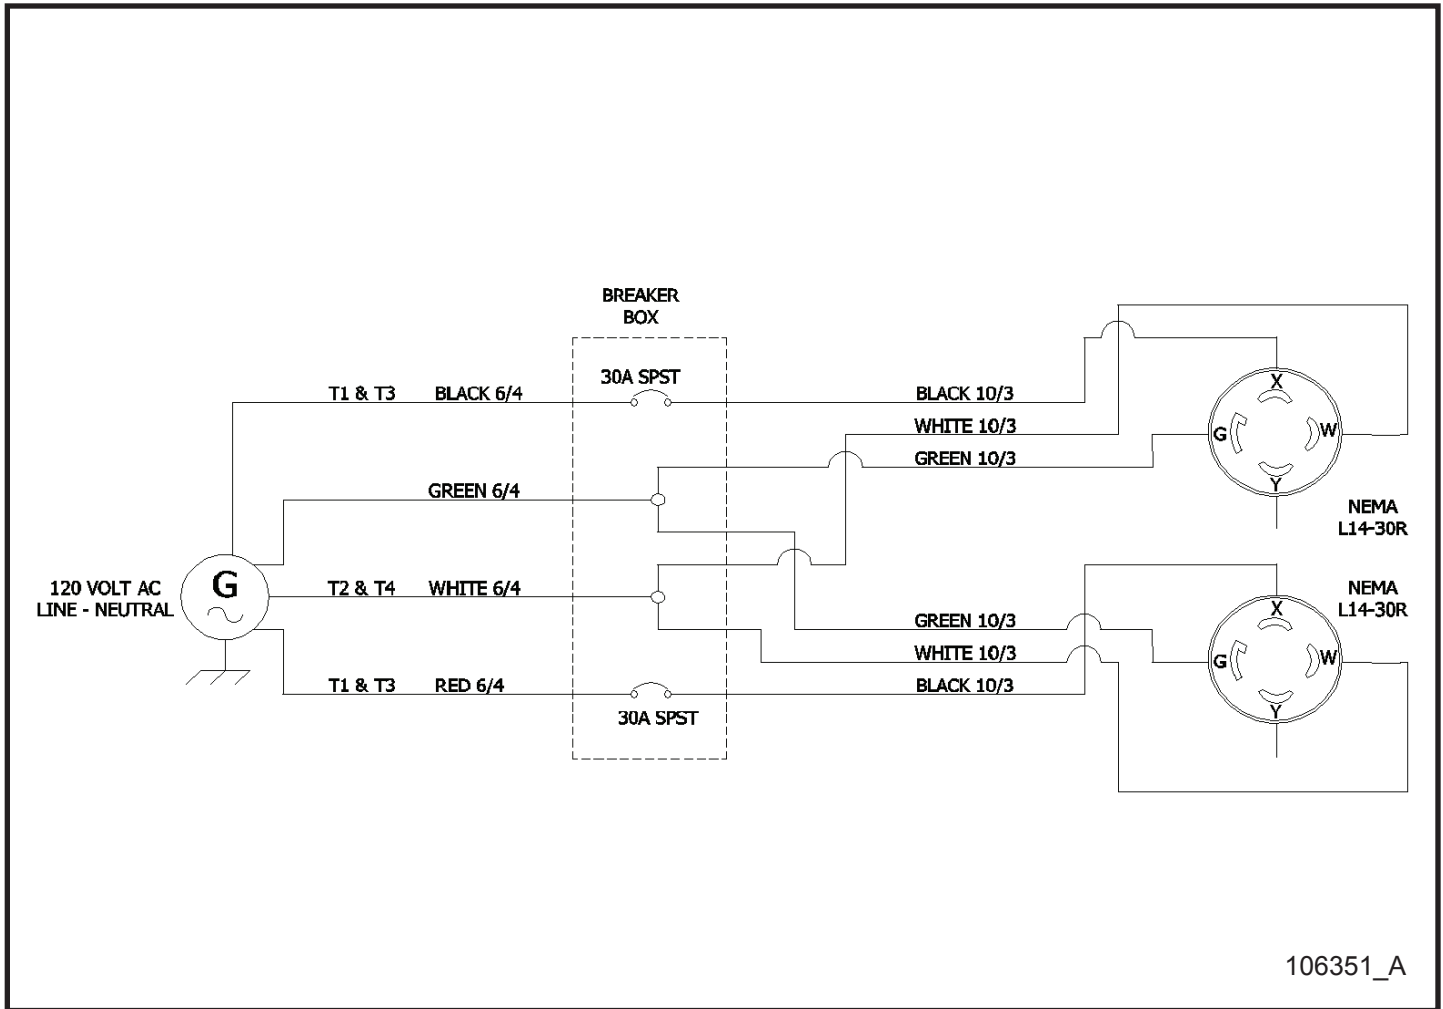 BREAKER
BOX
30A SPST
T1 & T3 BLACK 6/4
BLACK 10/3
WHITE 10/3
GREEN 10/3
GREEN 6/4
X
G
W
Y
NEMA
L14-30R
G
120 VOLT AC
LINE - NEUTRAL
T2 & T4 WHITE 6/4
NEMA
L14-30R
GREEN 10/3
WHITE 10/3
BLACK 10/3
T1 & T3 RED 6/4
30A SPST
X
G
W
Y
106351_A